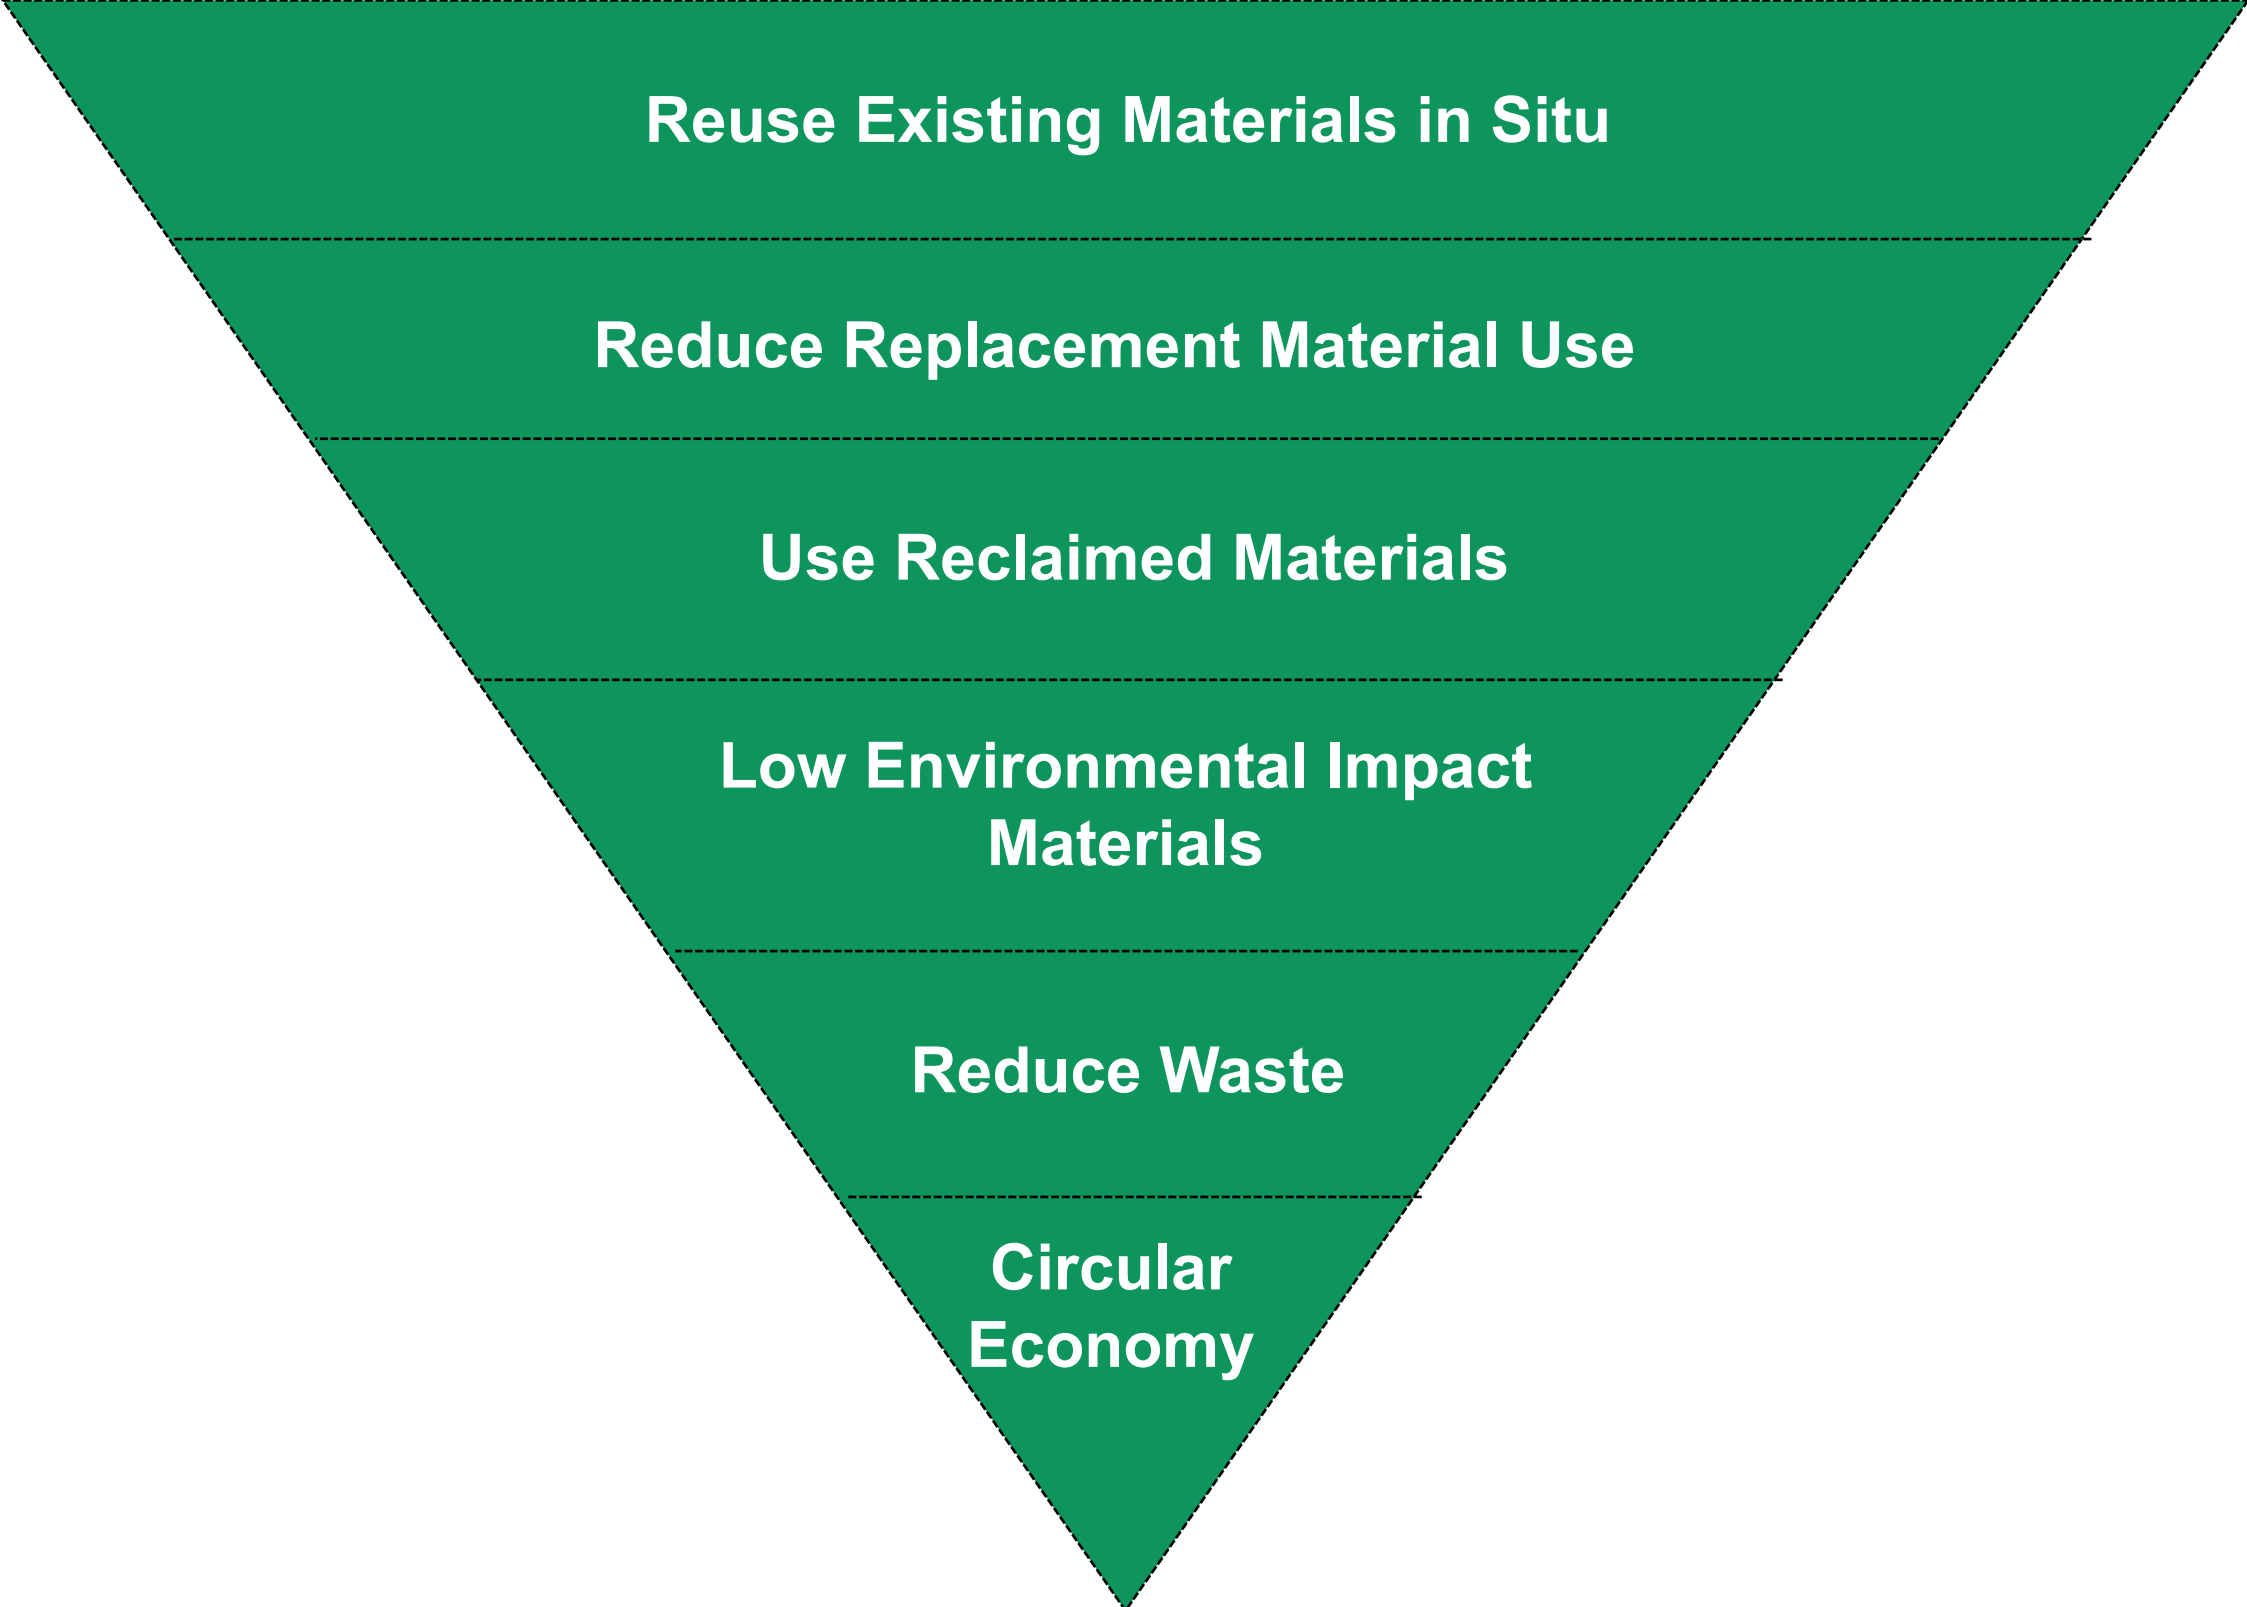 Reuse Existing Materials in Situ
Reduce Replacement Material Use
Use Reclaimed Materials
Low Environmental Impact
Materials
Reduce Waste
Circular
Economy